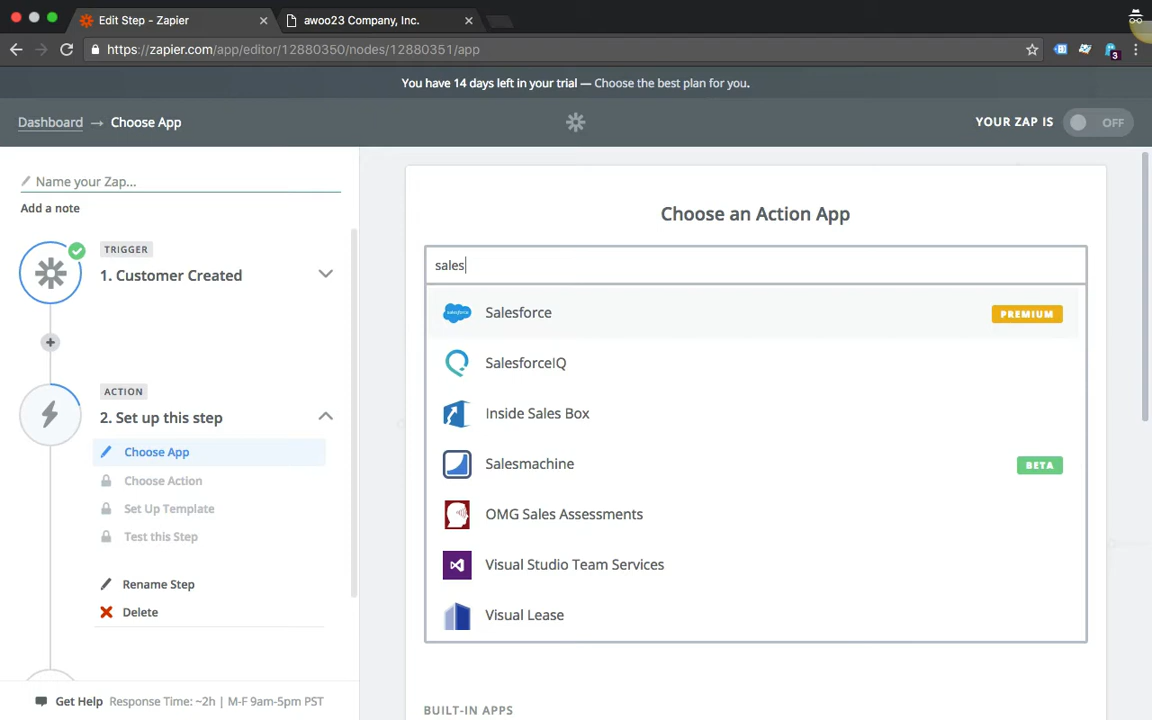 Edit Step - Zapier
awoo23 Company, Inc.
https://zapier.com/app/editor/12880350/nodes/12880351/app
3
You have 14 days left in your trial — Choose the best plan for you.
Dashboard → Choose App
YOUR ZAP IS
OFF
Name your Zap...
Add a note
TRIGGER
1. Customer Created
ACTION
2. Set up this step
Choose App
Choose Action
Set Up Template
Test this Step
Rename Step
Delete
Get Help Response Time: ~2h | M-F 9am-5pm PST
Choose an Action App
sales
salesforce
Salesforce
PREMIUM
SalesforceIQ
Inside Sales Box
Salesmachine
BETA
OMG Sales Assessments
Visual Studio Team Services
Visual Lease
BUILT-IN APPS